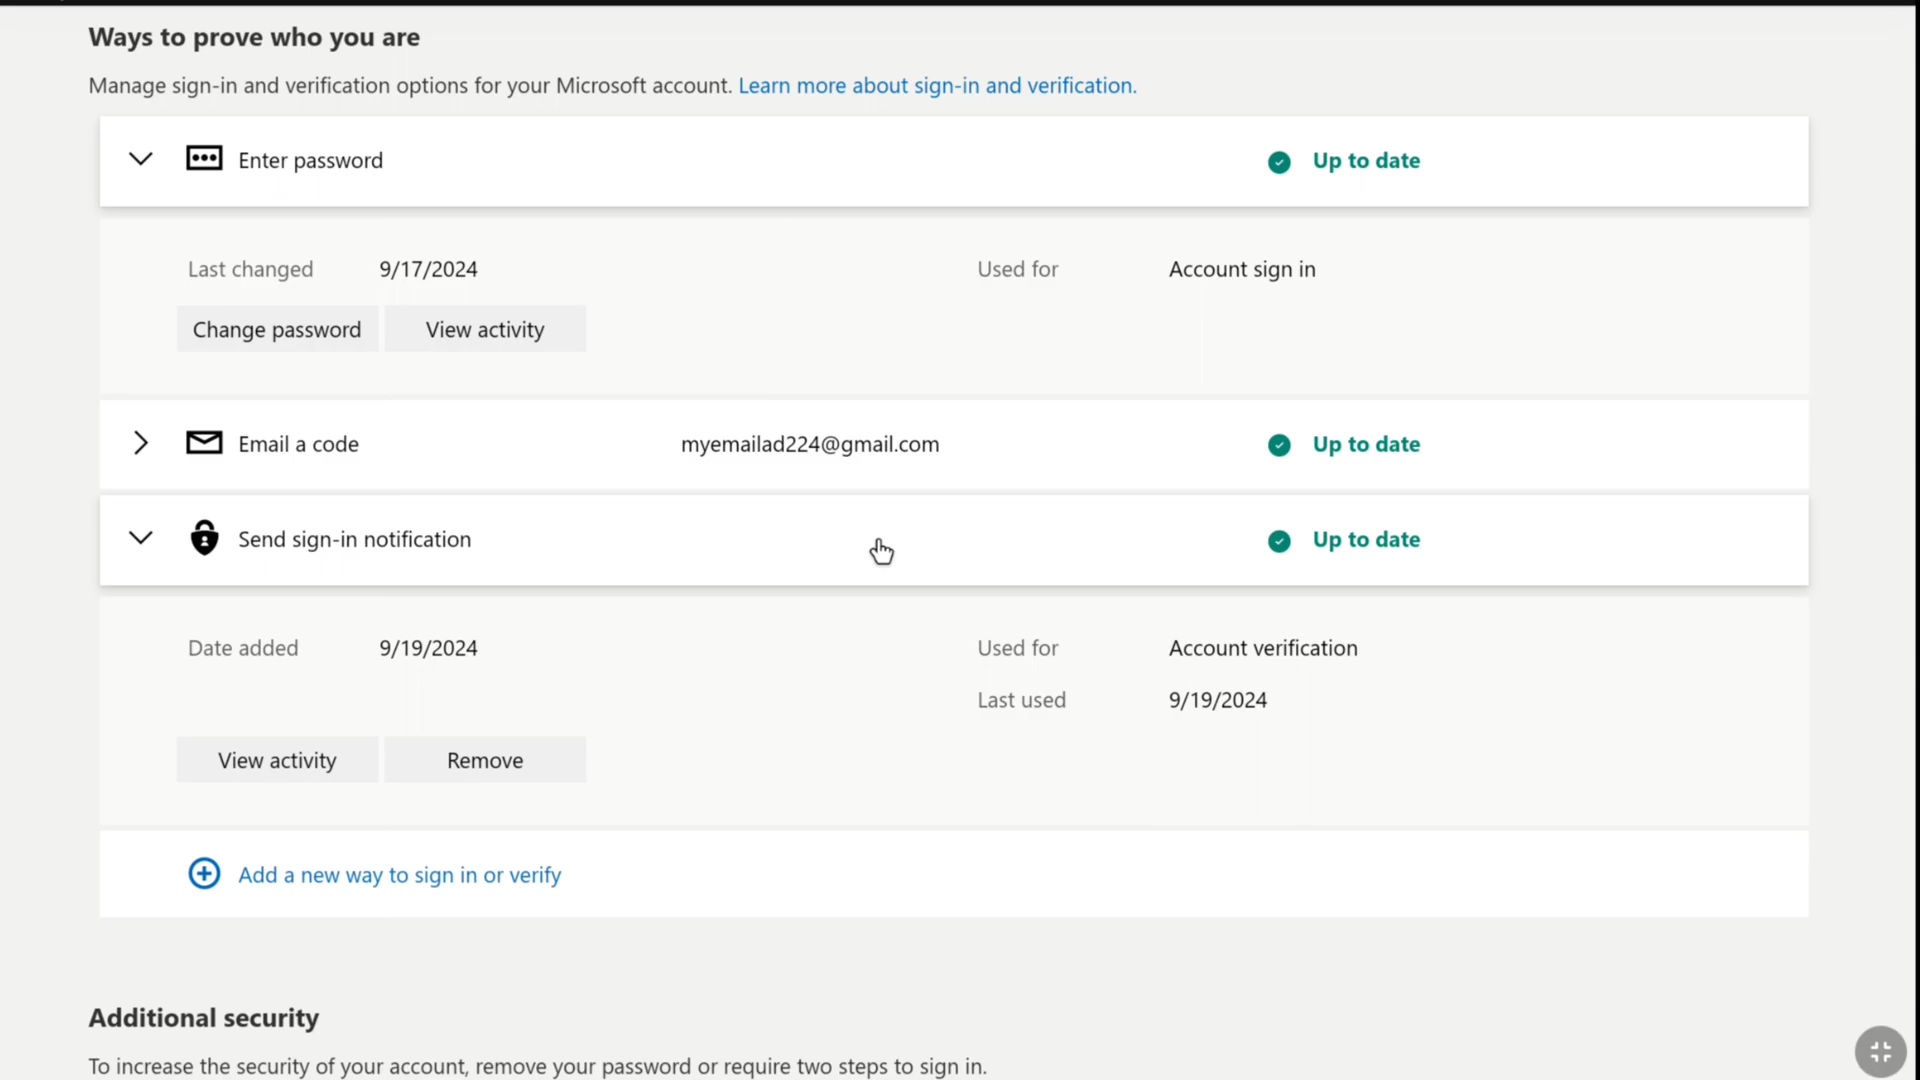 Ways to prove who you are
Manage sign-in and verification options for your Microsoft account. Learn more about sign-in and verification.
Enter password Up to date
Last changed 9/17/2024 Used for Account sign in
Change password View activity
Email a code myemailad224@gmail.com Up to date
Send sign-in notification Up to date
Date added 9/19/2024 Used for Account verification
Last used 9/19/2024
View activity Remove
Add a new way to sign in or verify
Additional security
To increase the security of your account, remove your password or require two steps to sign in.